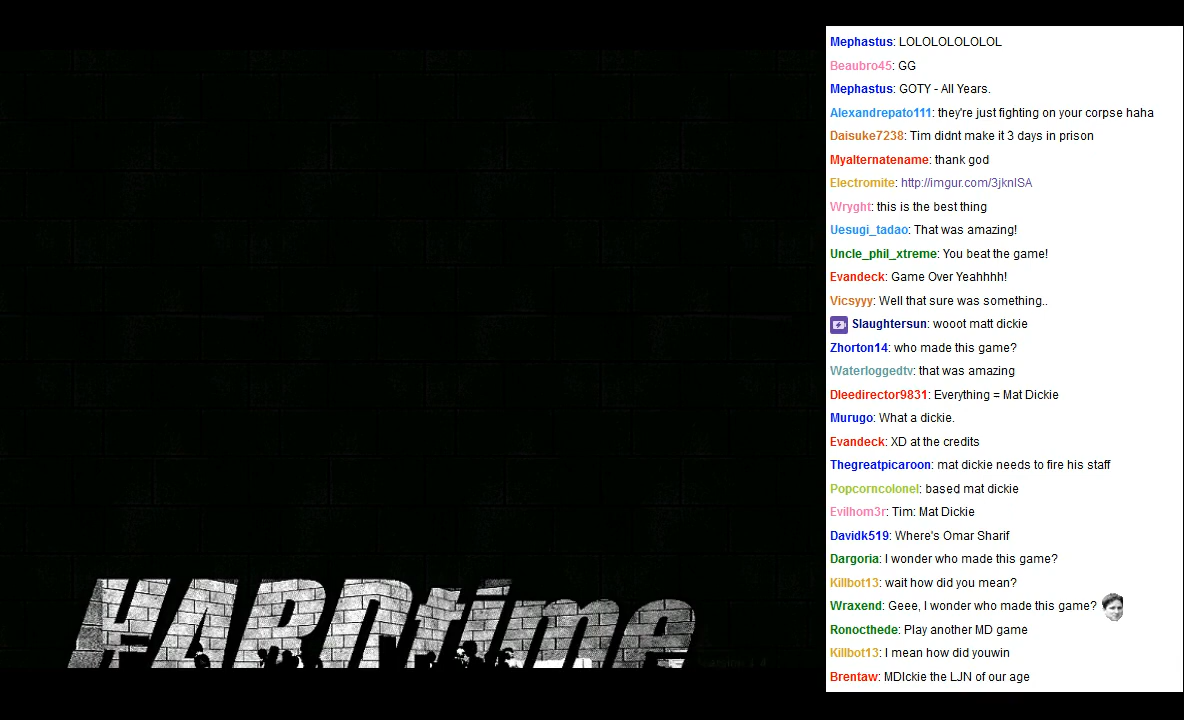 Mephastus: LOLOLOLOLOLOL
Beaubro45: GG
Mephastus: GOTY - All Years.
Alexandrepato111: they're just fighting on your corpse haha
Daisuke7238: Tim didnt make it 3 days in prison
Myalternatename: thank god
Electromite: http://imgur.com/3jknlSA
Wryght: this is the best thing
Uesugi_tadao: That was amazing!
Uncle_phil_xtreme: You beat the game!
Evandeck: Game Over Yeahhhh!
Vicsyyy: Well that sure was something..
Slaughtersun: wooot matt dickie
Zhorton14: who made this game?
Waterloggedtv: that was amazing
Dleedirector9831: Everything = Mat Dickie
Murugo: What a dickie.
Evandeck: XD at the credits
Thegreatpicaroon: mat dickie needs to fire his staff
Popcorncolonel: based mat dickie
Evilhom3r: Tim: Mat Dickie
Davidk519: Where's Omar Sharif
Dargoria: I wonder who made this game?
Killbot13: wait how did you mean?
Wraxend: Geee, I wonder who made this game?
Ronocthede: Play another MD game
Killbot13: I mean how did youwin
Brentaw: MDIckie the LJN of our age
HARDtime